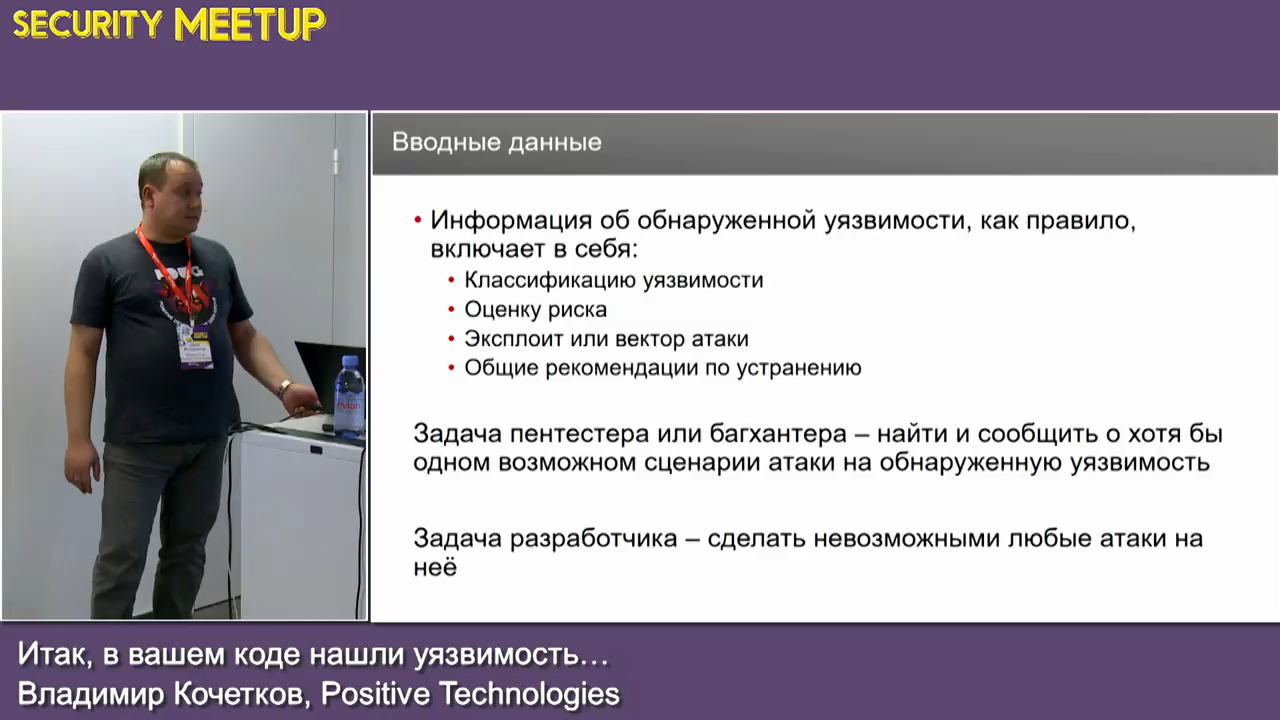 SECURITY MEETUP
Вводные данные
• Информация об обнаруженной уязвимости, как правило,
включает в себя:
• Классификацию уязвимости
• Оценку риска
• Эксплоит или вектор атаки
• Общие рекомендации по устранению
Задача пентестера или багхантера – найти и сообщить о хотя бы
одном возможном сценарии атаки на обнаруженную уязвимость
Задача разработчика – сделать невозможными любые атаки на
неё
evian
Итак, в вашем коде нашли уязвимость…
Владимир Кочетков, Positive Technologies